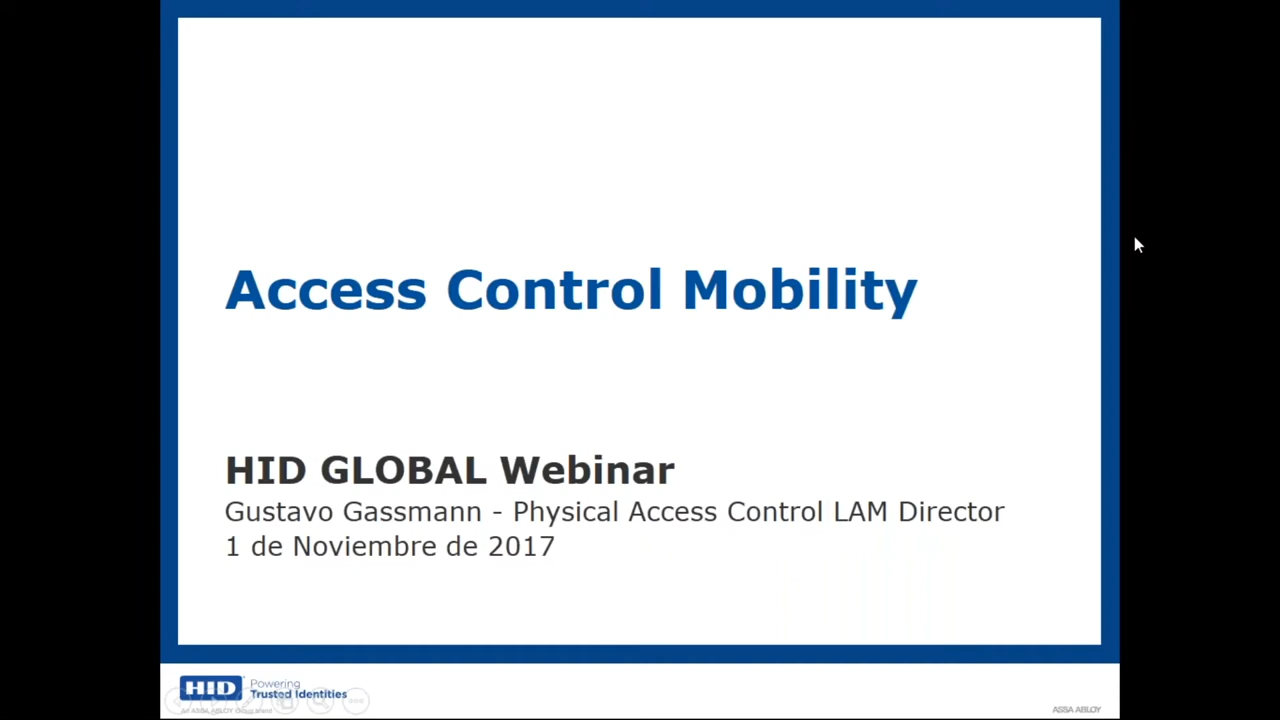 Access Control Mobility
HID GLOBAL Webinar
Gustavo Gassmann - Physical Access Control LAM Director
1 de Noviembre de 2017
HID
Powering
Trusted Identities
An ASSA ABLOY Group brand
ASSA ABLOY